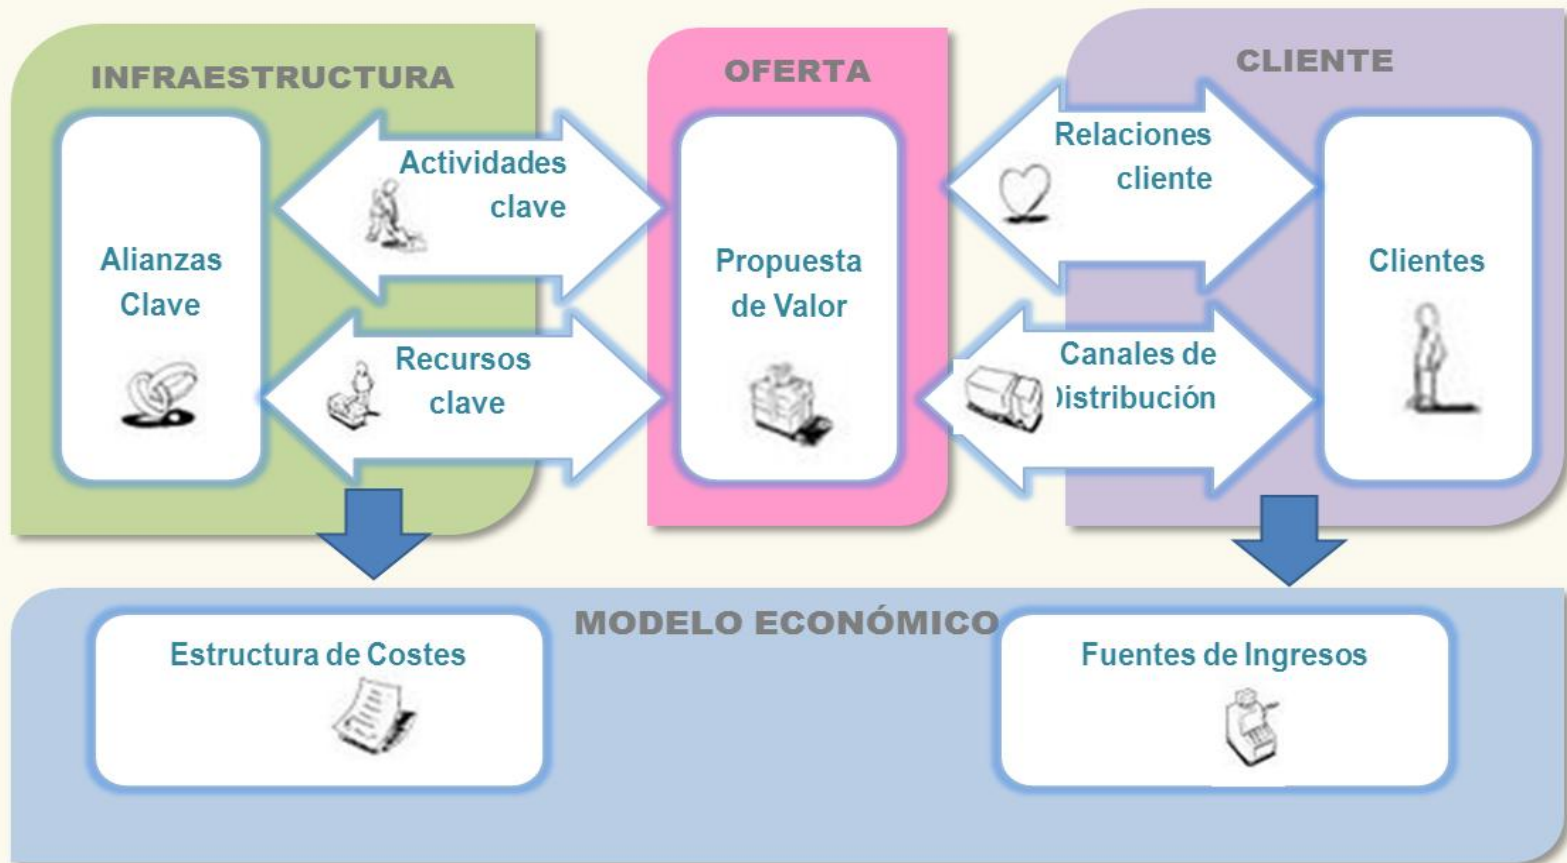 INFRAESTRUCTURA
Alianzas
Clave
Actividades
clave
Recursos
clave
OFERTA
Propuesta
de Valor
CLIENTE
Relaciones
cliente
Canales de
Distribución
Clientes
MODELO ECONÓMICO
Estructura de Costes
Fuentes de Ingresos